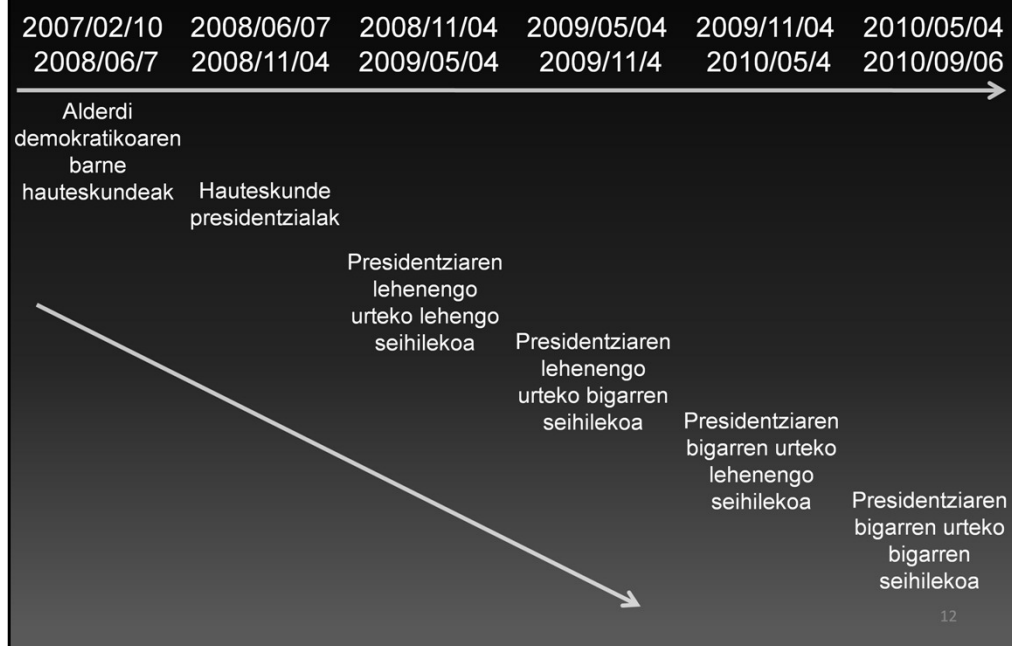 2007/02/10
2008/06/7
2008/06/07
2008/11/04
2008/11/04
2009/05/04
2009/05/04
2009/11/4
2009/11/04
2010/05/4
2010/05/04
2010/09/06
Alderdi
demokratikoaren
barne
hauteskundeak
Hauteskunde
presidentzialak
Presidentziaren
lehenengo
urteko lehengo
seihilekoa
Presidentziaren
lehenengo
urteko bigarren
seihilekoa
Presidentziaren
bigarren urteko
lehenengo
seihilekoa
Presidentziaren
bigarren urteko
bigarren
seihilekoa
12